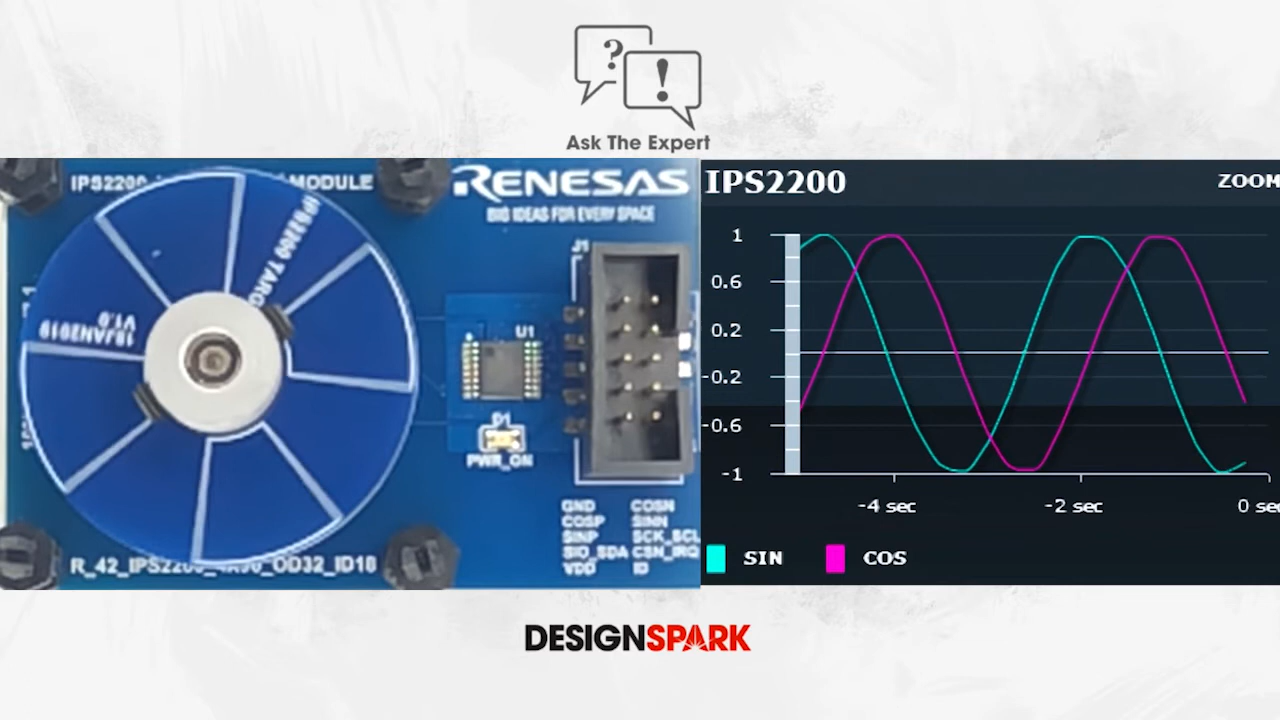 ?
!
Ask The Expert
IPS2200
MODULE
RENESAS
BIG IDEAS FOR EVERY SPACE
J1
IPS2200 TARG
18JAN2019
V1.0
U1
D1
PWR_ON
GND COSN
COSP SINN
SINP SCK_SCL
SIO_SDA CSN_IRQ
VDD ID
R_42_IPS2200_4X90_OD32_ID10
IPS2200
ZOOM
1
0.6
0.2
-0.2
-0.6
-1
-4 sec
-2 sec
0 sec
SIN
COS
DESIGNSPARK